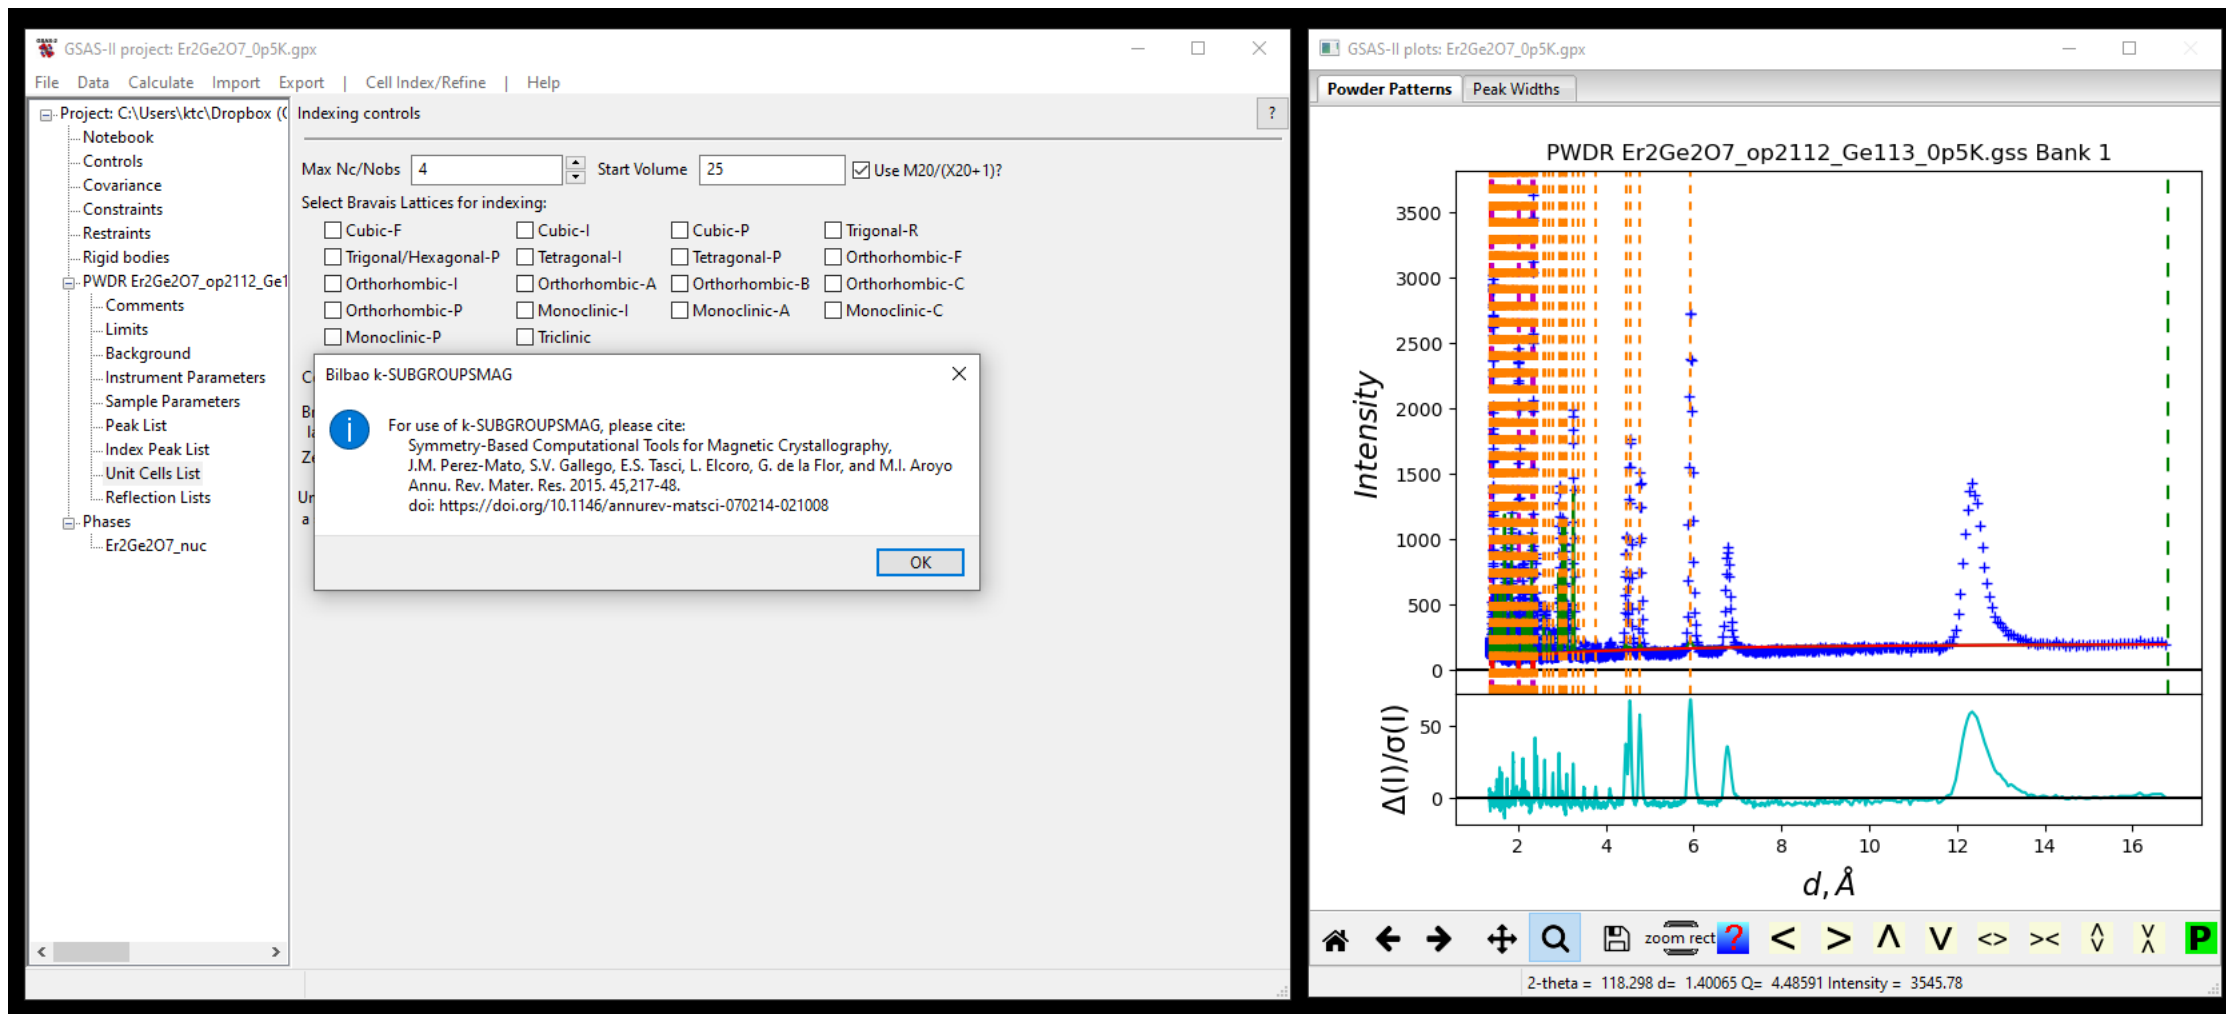 GSAS-II project: Er2Ge2O7_0p5K.gpx
File Data Calculate Import Export | Cell Index/Refine | Help
Project: C:\Users\ktc\Dropbox (
Notebook
Controls
Covariance
Constraints
Restraints
Rigid bodies
PWDR Er2Ge2O7_op2112_Ge1
Comments
Limits
Background
Instrument Parameters
Sample Parameters
Peak List
Index Peak List
Unit Cells List
Reflection Lists
Phases
Er2Ge2O7_nuc
Indexing controls
?
Max Nc/Nobs 4 Start Volume 25 Use M20/(X20+1)?
Select Bravais Lattices for indexing:
Cubic-F Cubic-I Cubic-P Trigonal-R
Trigonal/Hexagonal-P Tetragonal-I Tetragonal-P Orthorhombic-F
Orthorhombic-I Orthorhombic-A Orthorhombic-B Orthorhombic-C
Orthorhombic-P Monoclinic-I Monoclinic-A Monoclinic-C
Monoclinic-P Triclinic
Bilbao k-SUBGROUPSMAG
For use of k-SUBGROUPSMAG, please cite:
Symmetry-Based Computational Tools for Magnetic Crystallography,
J.M. Perez-Mato, S.V. Gallego, E.S. Tasci, L. Elcoro, G. de la Flor, and M.I. Aroyo
Annu. Rev. Mater. Res. 2015. 45,217-48.
doi: https://doi.org/10.1146/annurev-matsci-070214-021008
OK
GSAS-II plots: Er2Ge2O7_0p5K.gpx
Powder Patterns Peak Widths
PWDR Er2Ge2O7_op2112_Ge113_0p5K.gss Bank 1
3500
3000
2500
2000
1500
1000
500
0
Intensity
50
0
Δ(I)/σ(I)
2 4 6 8 10 12 14 16
d, Å
zoom rect ? < > Λ V <> >< P
2-theta = 118.298 d= 1.40065 Q= 4.48591 Intensity = 3545.78